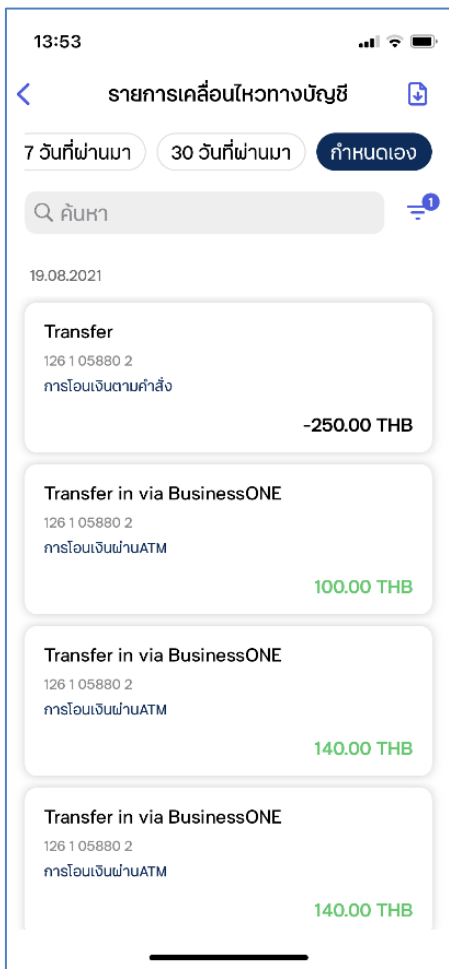 13:53
รายการเคลื่อนไหวทางบัญชี
7 วันที่ผ่านมา 30 วันที่ผ่านมา กำหนดเอง
ค้นหา 1
19.08.2021
Transfer
126 1 05880 2
การโอนเงินตามคำสั่ง
-250.00 THB
Transfer in via BusinessONE
126 1 05880 2
การโอนเงินผ่านATM
100.00 THB
Transfer in via BusinessONE
126 1 05880 2
การโอนเงินผ่านATM
140.00 THB
Transfer in via BusinessONE
126 1 05880 2
การโอนเงินผ่านATM
140.00 THB